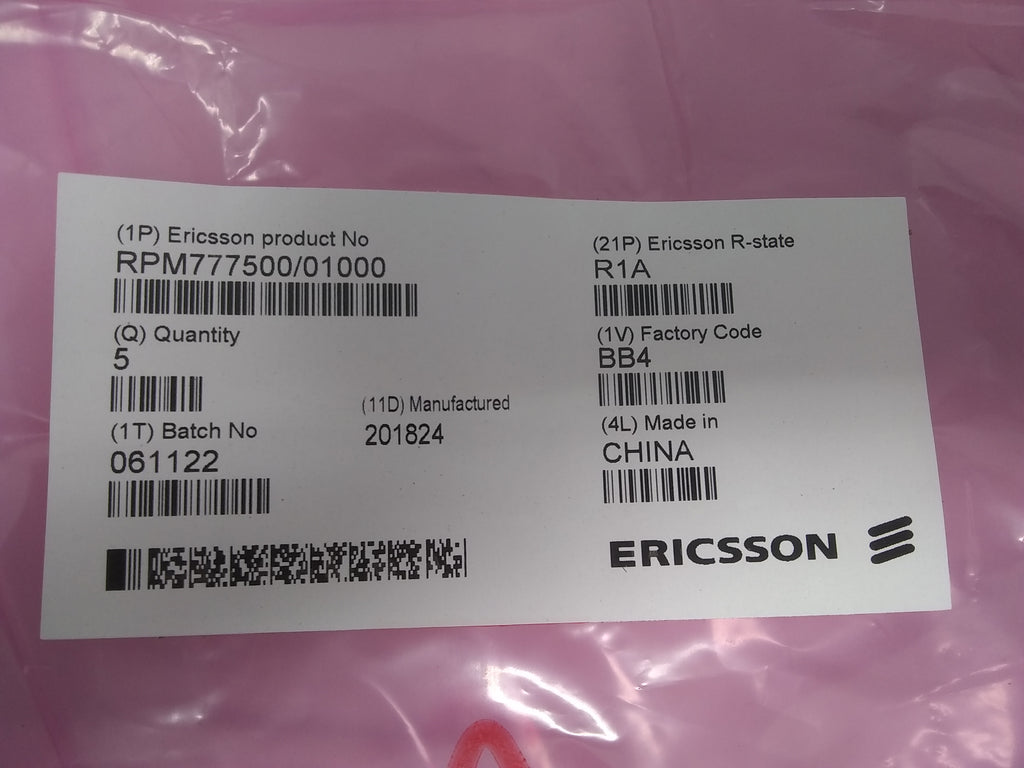 (1P) Ericsson product No
RPM777500/01000
(Q) Quantity
5
(11D) Manufactured
201824
(1T) Batch No
061122
(21P) Ericsson R-state
R1A
(1V) Factory Code
BB4
(4L) Made in
CHINA
ERICSSON